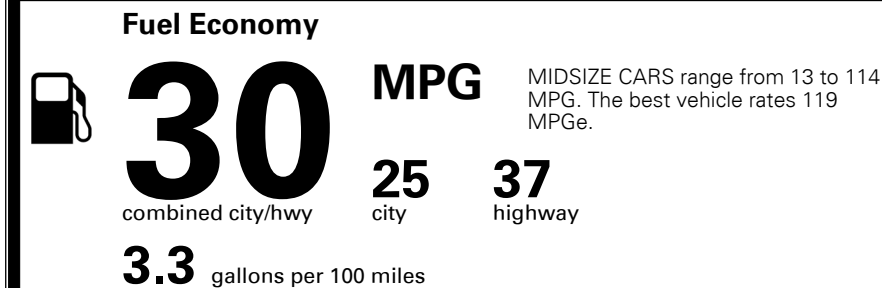 Fuel Economy
30
MPG
MIDSIZE CARS range from 13 to 114
MPG. The best vehicle rates 119
MPGe.
combined city/hwy
25
city
37
highway
3.3 gallons per 100 miles